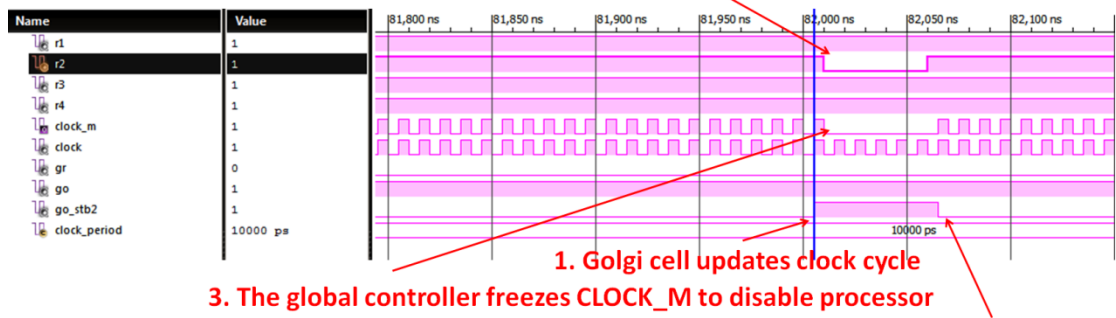 Name Value 81,800 ns 81,850 ns 81,900 ns 81,950 ns 82,000 ns 82,050 ns 82,100 ns
r1 1
r2 1
r3 1
r4 1
clock_m 1
clock 1
gr 0
go 1
go_stb2 1
clock_period 10000 ps 10000 ps
1. Golgi cell updates clock cycle
3. The global controller freezes CLOCK_M to disable processor